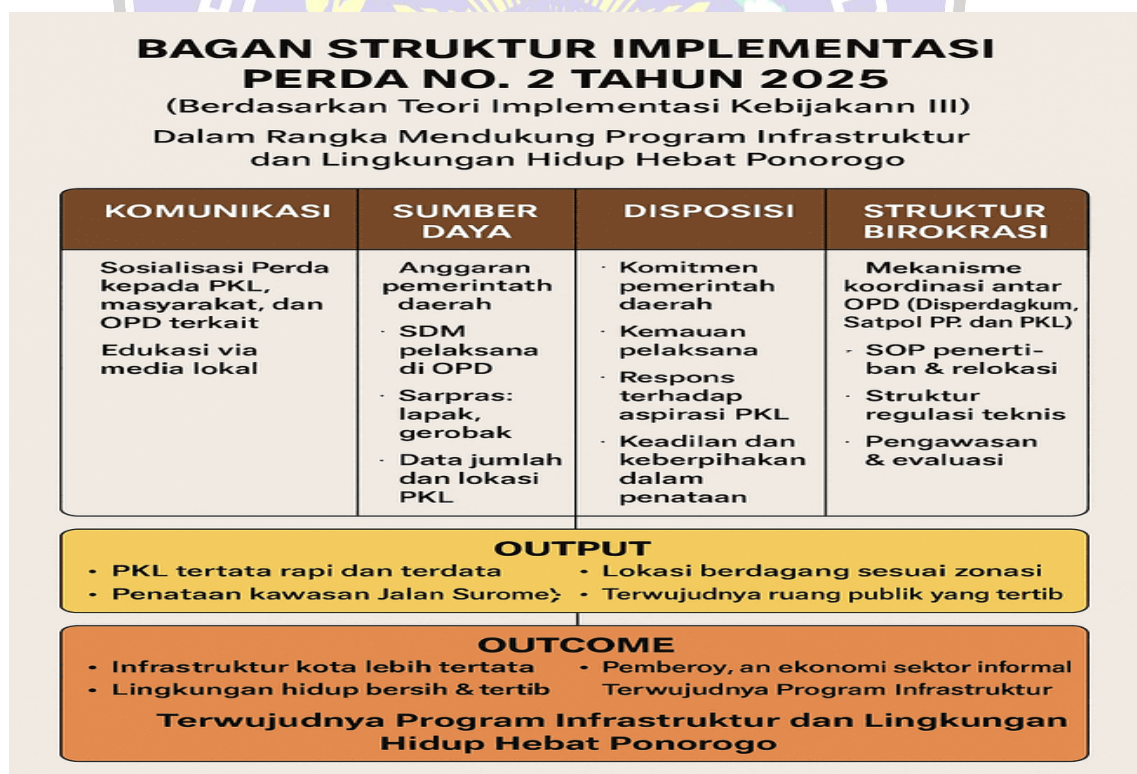 BAGAN STRUKTUR IMPLEMENTASI
PERDA NO. 2 TAHUN 2025
(Berdasarkan Teori Implementasi Kebijakann III)
Dalam Rangka Mendukung Program Infrastruktur
dan Lingkungan Hidup Hebat Ponorogo
KOMUNIKASI
Sosialisasi Perda
kepada PKL,
masyarakat, dan
OPD terkait
Edukasi via
media lokal
SUMBER
DAYA
Anggaran
pemerintath
daerah
· SDM
pelaksana
di OPD
· Sarpras:
lapak,
gerobak
· Data jumlah
dan lokasi
PKL
DISPOSISI
· Komitmen
pemerintah
daerah
· Kemauan
pelaksana
· Respons
terhadap
aspirasi PKL
· Keadilan dan
keberpihakan
dalam
penataan
STRUKTUR
BIROKRASI
Mekanisme
koordinasi antar
OPD (Disperdagkum,
Satpol PP. dan PKL)
· SOP penerti-
ban & relokasi
· Struktur
regulasi teknis
· Pengawasan
& evaluasi
OUTPUT
• PKL tertata rapi dan terdata
• Penataan kawasan Jalan Surome
• Lokasi berdagang sesuai zonasi
• Terwujudnya ruang publik yang tertib
OUTCOME
• Infrastruktur kota lebih tertata
• Lingkungan hidup bersih & tertib
• Pemberoy, an ekonomi sektor informal
Terwujudnya Program Infrastruktur
Terwujudnya Program Infrastruktur dan Lingkungan
Hidup Hebat Ponorogo